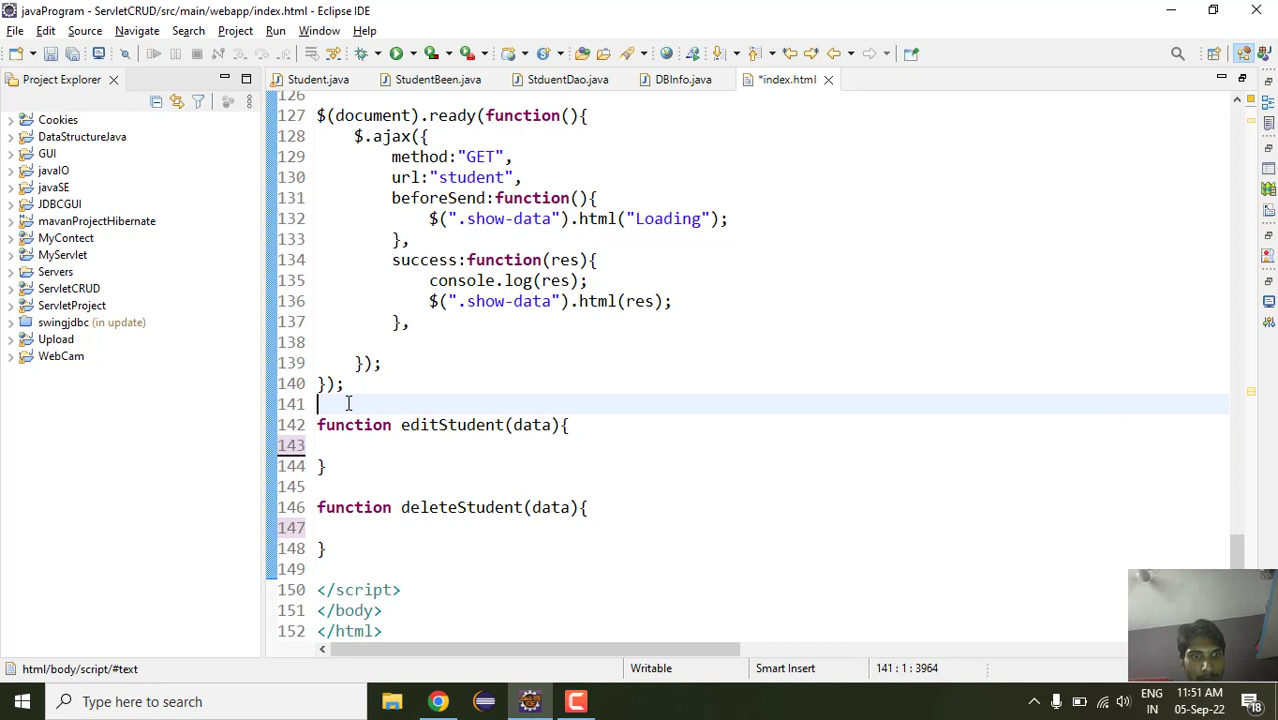 javaProgram - ServletCRUD/src/main/webapp/index.html - Eclipse IDE
File Edit Source Refactor Navigate Search Project Run Window Help
Project Explorer
Student.java StudentBeen.java StduentDao.java DBInfo.java *index.html
Cookies
DataStructureJava
GUI
javaIO
javaSE
JDBCGUI
mavanProjectHibernate
MyContect
MyServlet
Servers
ServletCRUD
ServletProject
swingjdbc (in update)
Upload
WebCam
126
127 $(document).ready(function(){
128 $.ajax({
129 method:"GET",
130 url:"student",
131 beforeSend:function(){
132 $(".show-data").html("Loading");
133 },
134 success:function(res){
135 console.log(res);
136 $(".show-data").html(res);
137 },
138
139 });
140 });
141
142 function editStudent(data){
143
144 }
145
146 function deleteStudent(data){
147
148 }
149
150 </script>
151 </body>
152 </html>
html/body/script/#text Writable Smart Insert 141 : 1 : 3964
Type here to search
ENG
IN
11:51 AM
05-Sep-22
18